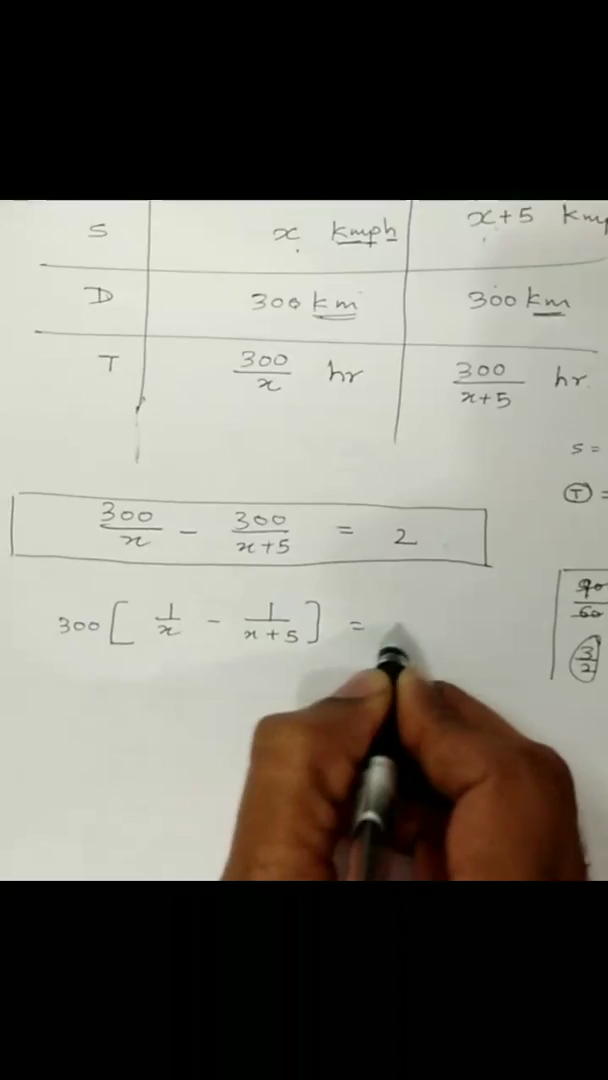 S x kmph x+5 kmp
D 300 km 300 km
T 300/x hr 300/x+5 hr
S =
T =
300/x - 300/x+5 = 2
90/60
300 [ 1/x - 1/x+5 ] =
3/2